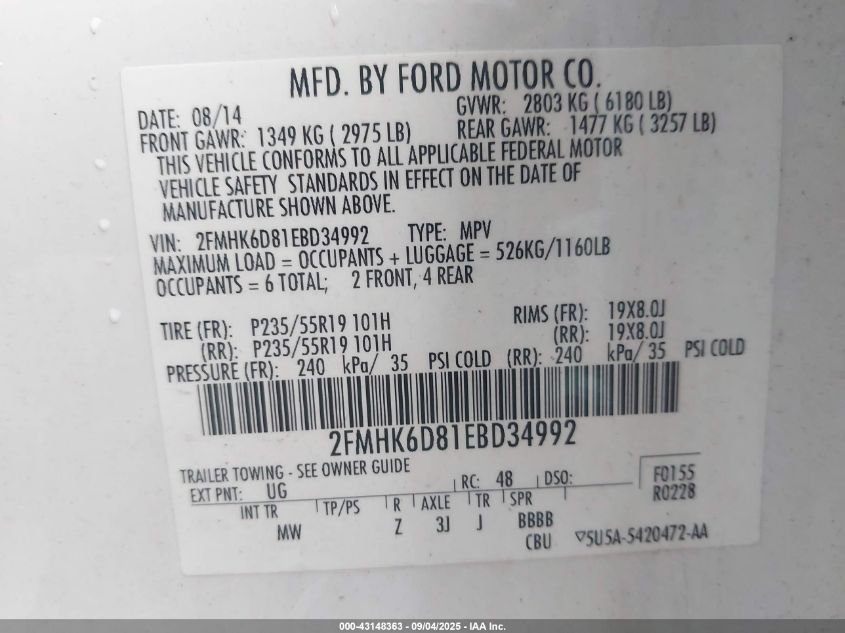 MFD. BY FORD MOTOR CO.
DATE: 08/14 GVWR: 2803 KG ( 6180 LB)
FRONT GAWR: 1349 KG ( 2975 LB) REAR GAWR: 1477 KG ( 3257 LB)
THIS VEHICLE CONFORMS TO ALL APPLICABLE FEDERAL MOTOR
VEHICLE SAFETY STANDARDS IN EFFECT ON THE DATE OF
MANUFACTURE SHOWN ABOVE.
VIN: 2FMHK6D81EBD34992 TYPE: MPV
MAXIMUM LOAD = OCCUPANTS + LUGGAGE = 526KG/1160LB
OCCUPANTS = 6 TOTAL; 2 FRONT, 4 REAR
TIRE (FR): P235/55R19 101H RIMS (FR): 19X8.0J
(RR): P235/55R19 101H (RR): 19X8.0J
PRESSURE (FR): 240 kPa/ 35 PSI COLD (RR): 240 kPa/ 35 PSI COLD
2FMHK6D81EBD34992
TRAILER TOWING - SEE OWNER GUIDE
EXT PNT: UG RC: 48 DSO: F0155
R0228
INT TR TP/PS R AXLE TR SPR
MW Z 3J J BBBB
CBU ▽5U5A-5420472-AA
000-43148363 - 09/04/2025 - IAA Inc.